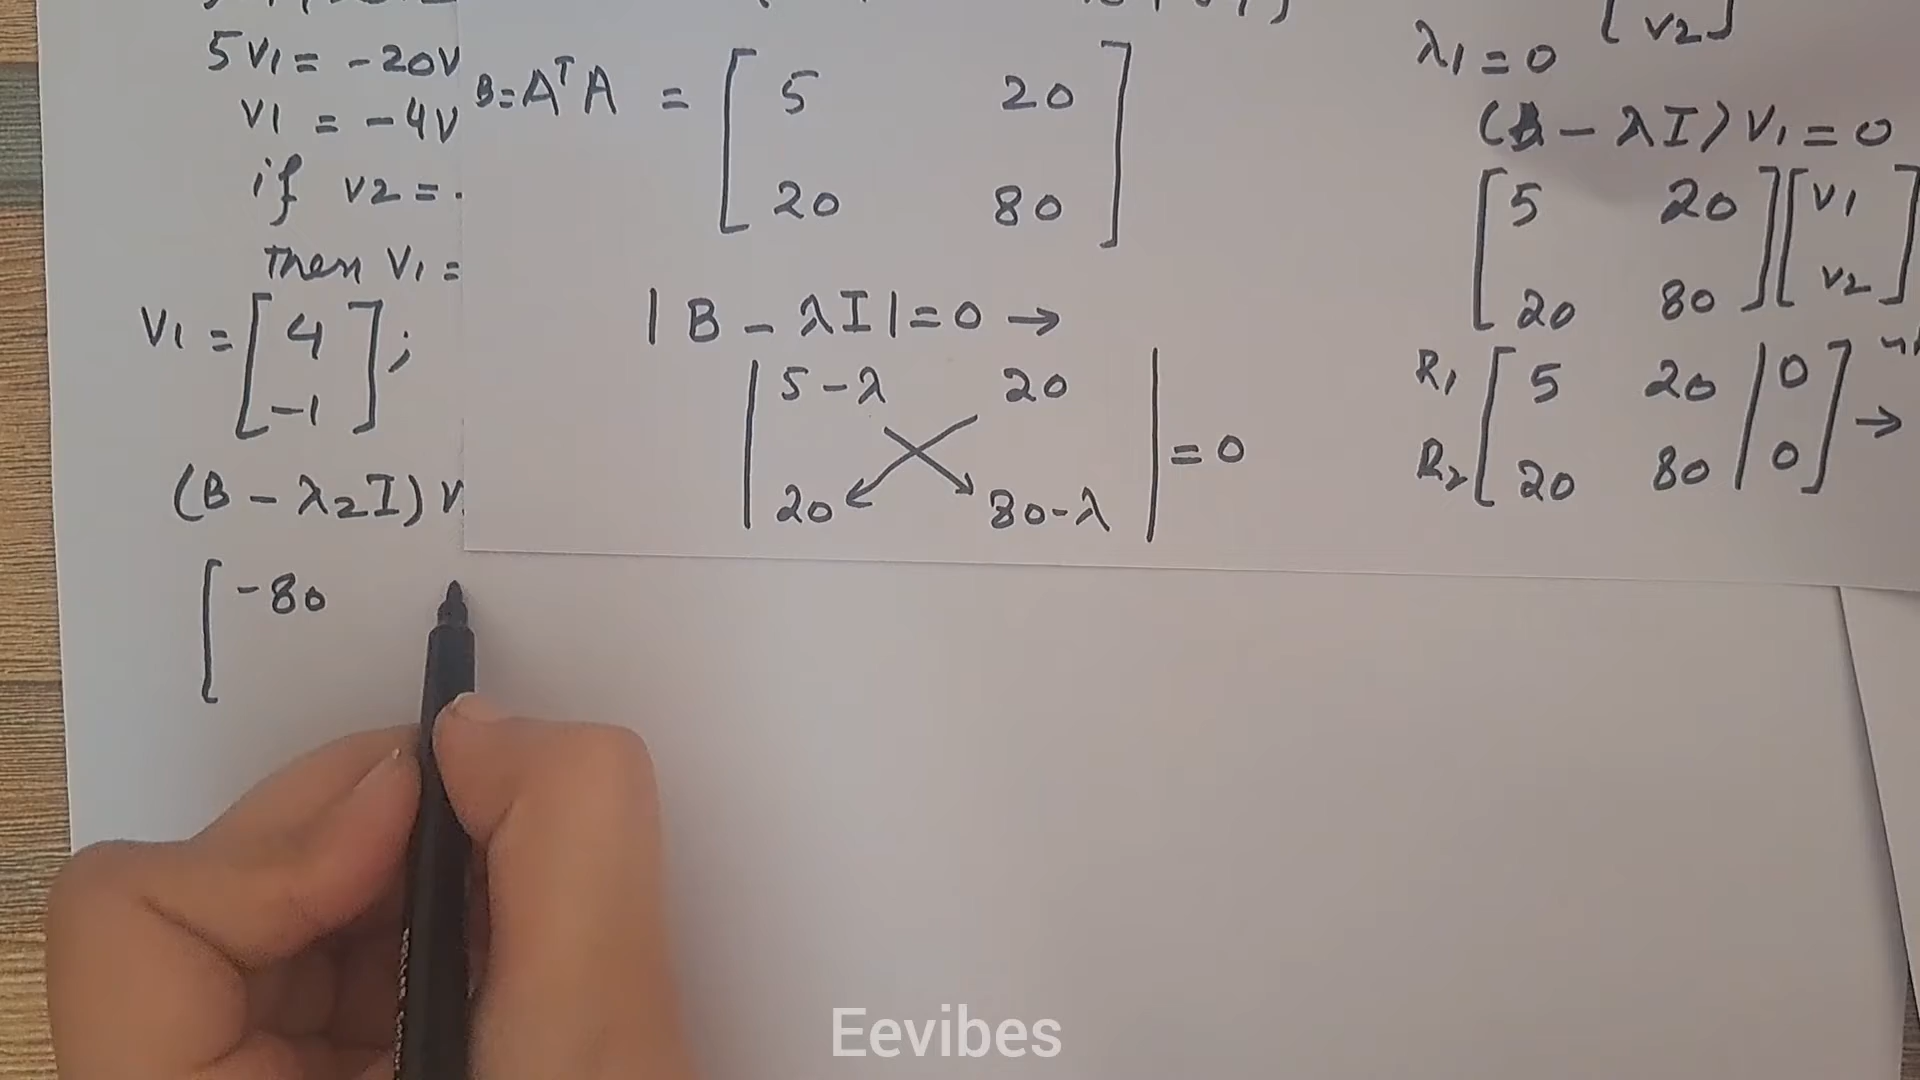 5V1 = -20V
V1 = -4V
if V2 = -
then V1 =
V1 = [4
-1];
(B - λ2I)V
[-80
B=AᵀA = [5 20
20 80]
|B - λI| = 0 →
|5-λ 20
20 80-λ| = 0
V2]
λ1 = 0
(B - λI)V1 = 0
[5 20][V1
20 80] V2]
R1 [5 20 | 0
R2 20 80 | 0] →
Eevibes